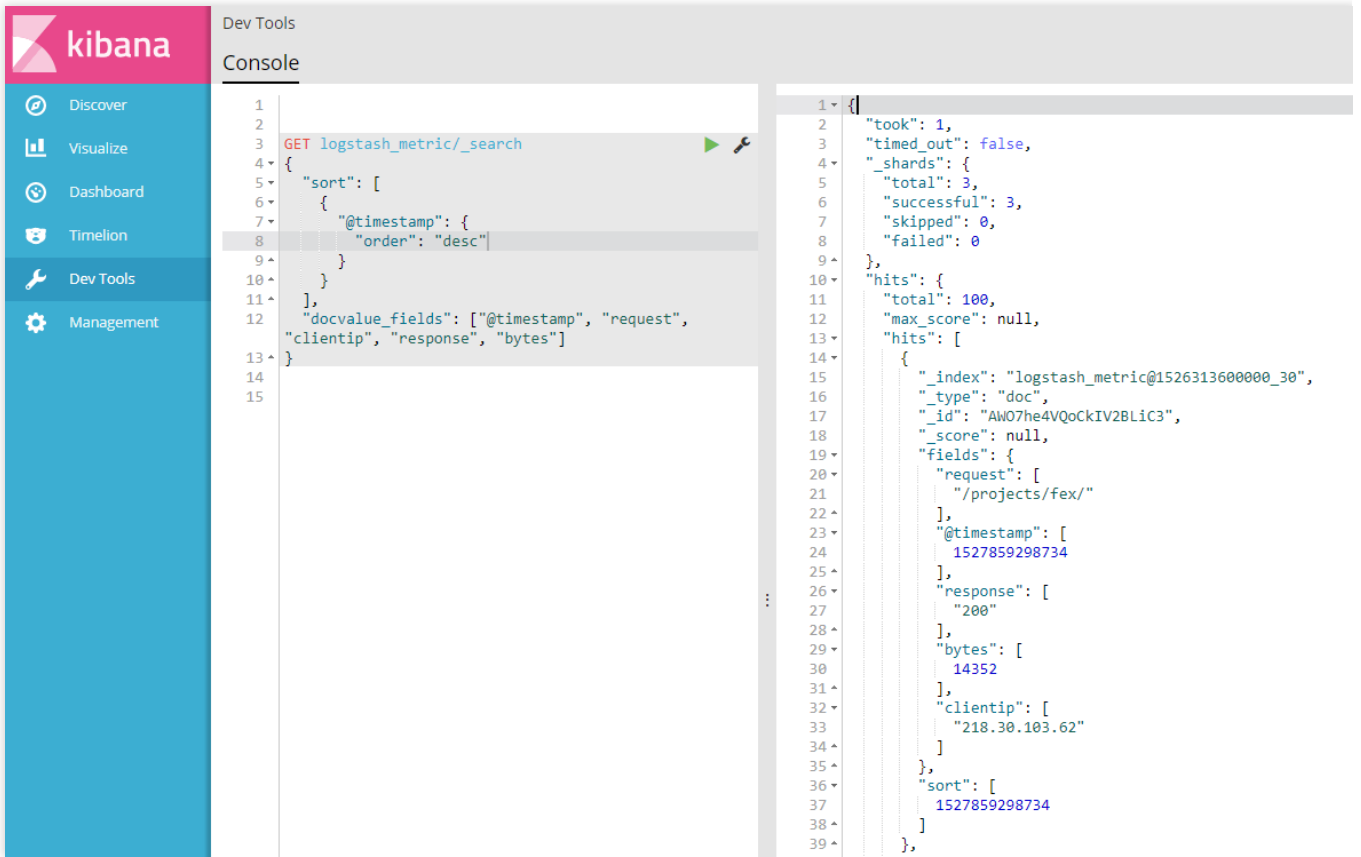 kibana
Discover
Visualize
Dashboard
Timelion
Dev Tools
Management
Dev Tools
Console
1
2
3 GET logstash_metric/_search
4 {
5 "sort": [
6 {
7 "@timestamp": {
8 "order": "desc"
9 }
10 }
11 ],
12 "docvalue_fields": ["@timestamp", "request",
"clientip", "response", "bytes"]
13 }
14
15
1 {
2 "took": 1,
3 "timed_out": false,
4 "_shards": {
5 "total": 3,
6 "successful": 3,
7 "skipped": 0,
8 "failed": 0
9 },
10 "hits": {
11 "total": 100,
12 "max_score": null,
13 "hits": [
14 {
15 "_index": "logstash_metric@1526313600000_30",
16 "_type": "doc",
17 "_id": "AWO7he4VQoCkIV2BLiC3",
18 "_score": null,
19 "fields": {
20 "request": [
21 "/projects/fex/"
22 ],
23 "@timestamp": [
24 1527859298734
25 ],
26 "response": [
27 "200"
28 ],
29 "bytes": [
30 14352
31 ],
32 "clientip": [
33 "218.30.103.62"
34 ]
35 },
36 "sort": [
37 1527859298734
38 ]
39 },